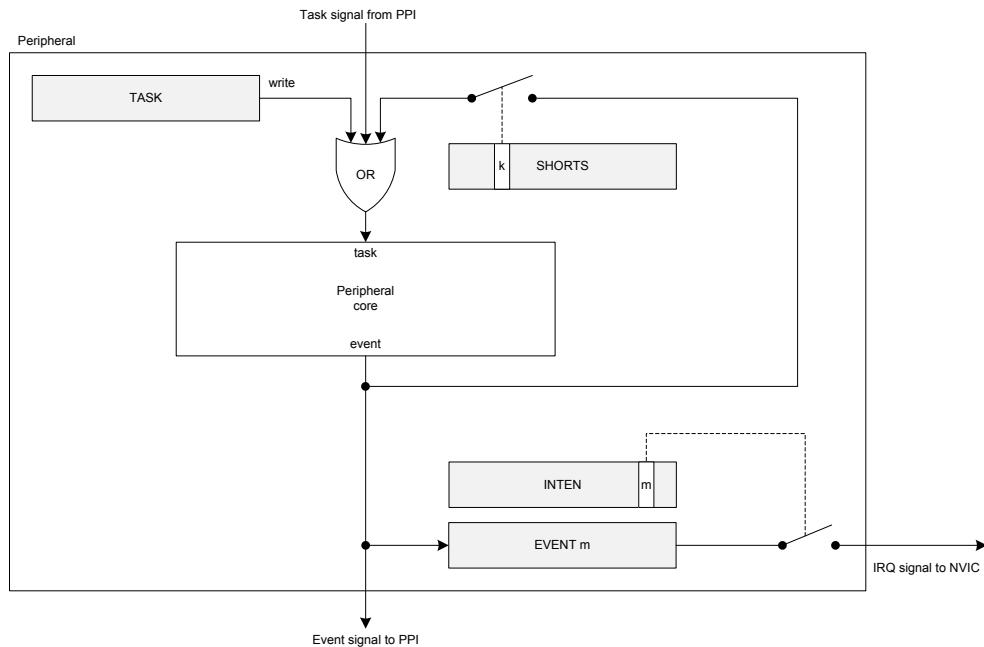 Task signal from PPI
Peripheral
write
TASK
OR
k
SHORTS
task
Peripheral
core
event
INTEN
m
EVENT m
IRQ signal to NVIC
Event signal to PPI